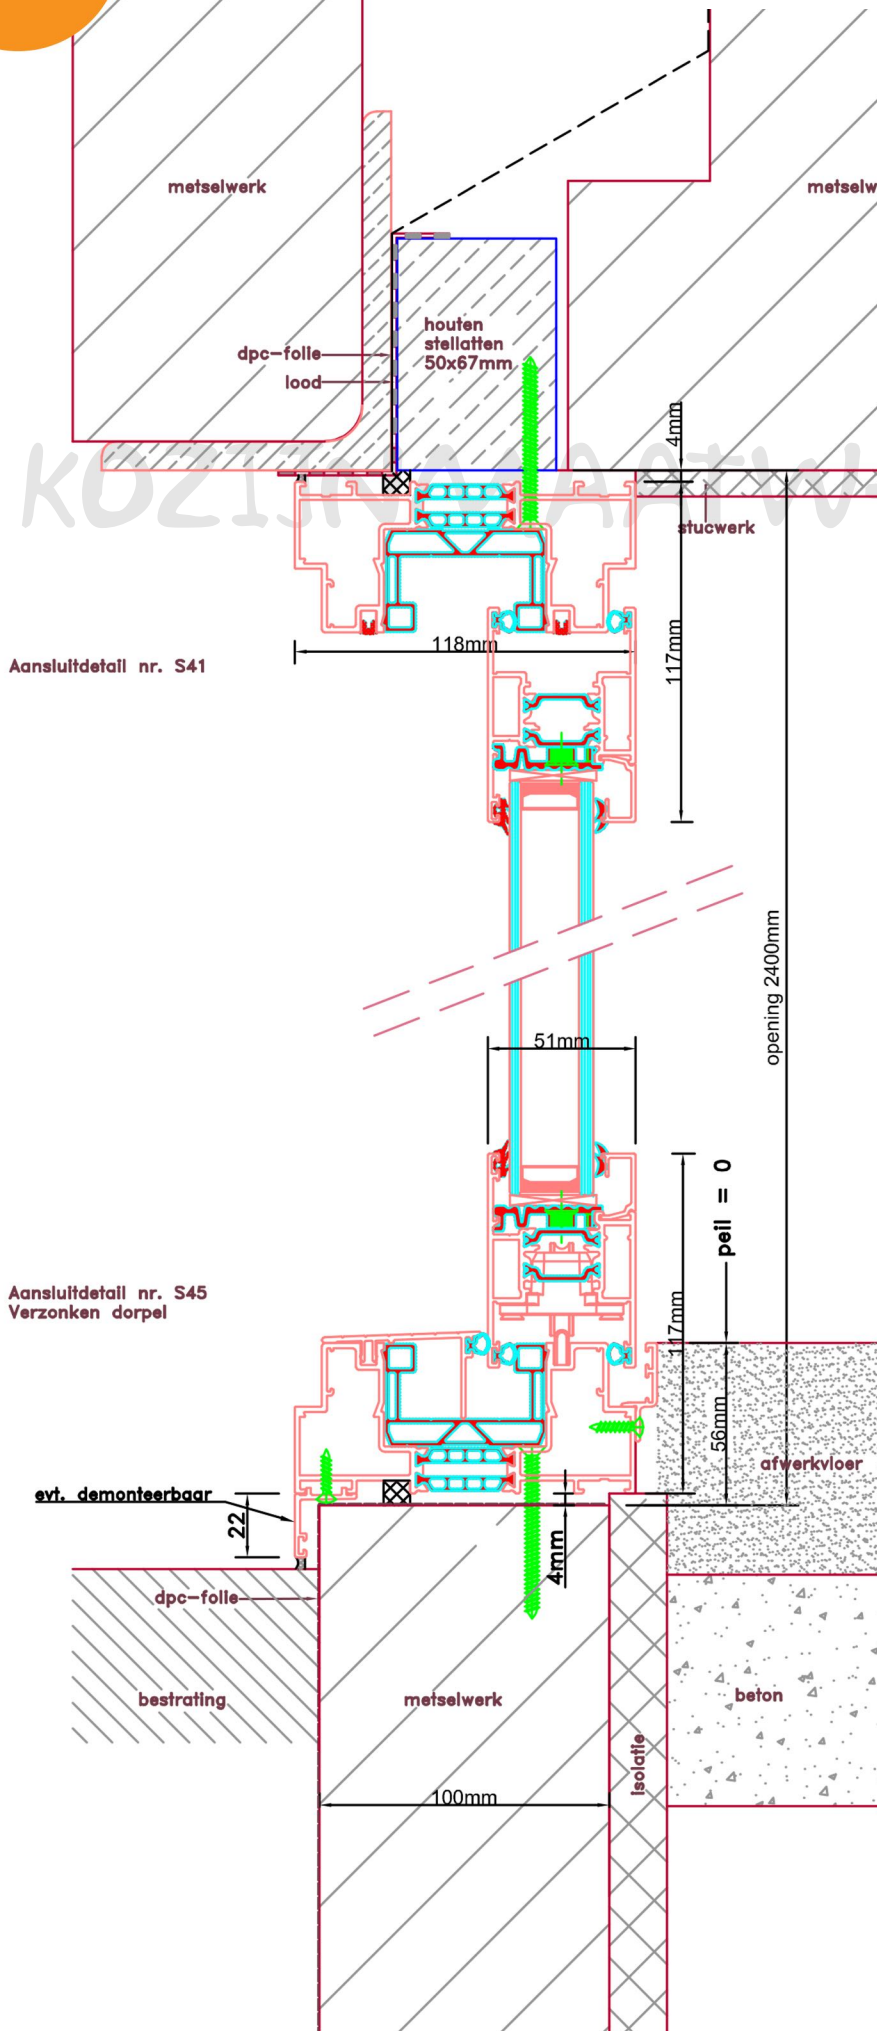 metselwerk
metselw
houten
stellatten
50x67mm
dpc-folie
lood
4mm
KOZIJNMAATW
stucwerk
118mm
117mm
Aansluitdetail nr. S41
opening 2400mm
51mm
peil = 0
Aansluitdetail nr. S45
Verzonken dorpel
117mm
56mm
afwerkvloer
evt. demonteerbaar
22
4mm
dpc-folie
bestrating
metselwerk
beton
isolatie
100mm